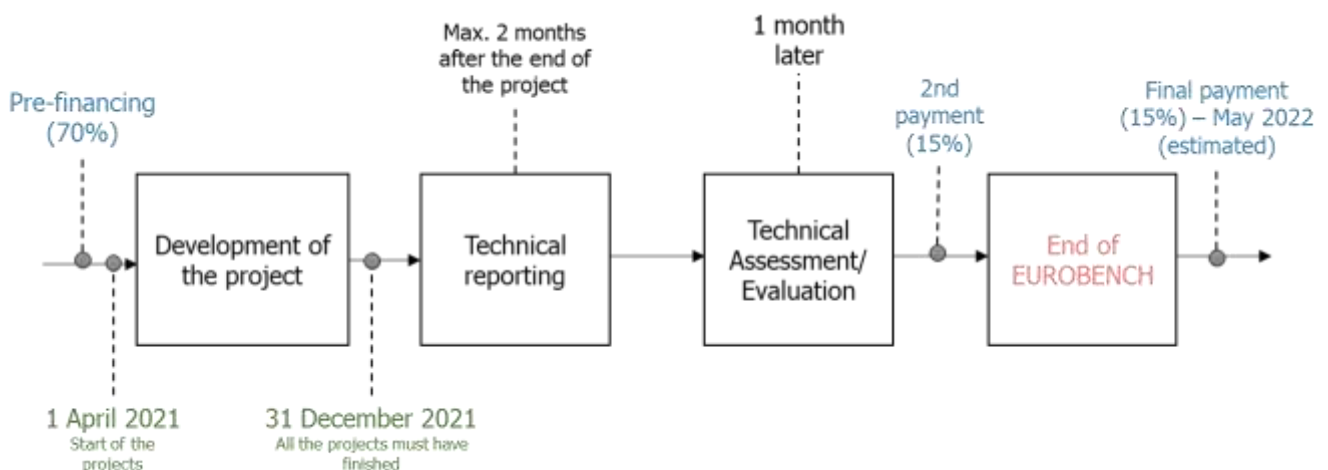 Max. 2 months
after the end of
the project
1 month
later
Pre-financing
(70%)
2nd
payment
(15%)
Final payment
(15%) – May 2022
(estimated)
Development of
the project
Technical
reporting
Technical
Assessment/
Evaluation
End of
EUROBENCH
1 April 2021
Start of the
projects
31 December 2021
All the projects must have
finished